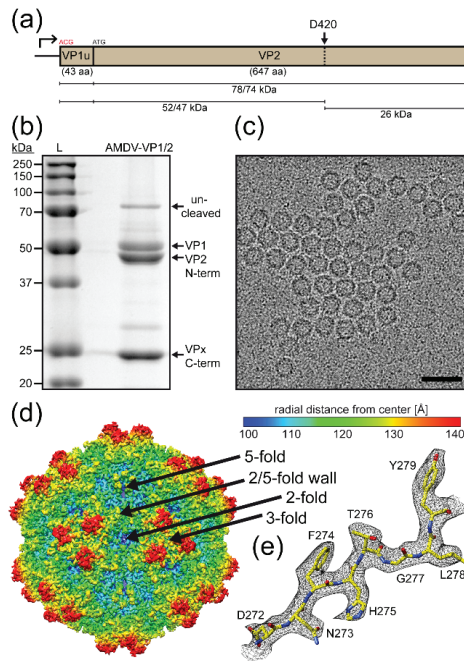 (a)
D420
ACG
ATG
VP1u
VP2
(43 aa)
(647 aa)
78/74 kDa
52/47 kDa
26 kDa
(b)
kDa
L
AMDV-VP1/2
250
150
100
70
50
37
25
20
un-
cleaved
VP1
VP2
N-term
VPx
C-term
(c)
(d)
radial distance from center [Å]
100
110
120
130
140
5-fold
2/5-fold wall
2-fold
3-fold
(e)
Y279
T276
F274
G277
L278
H275
D272
N273